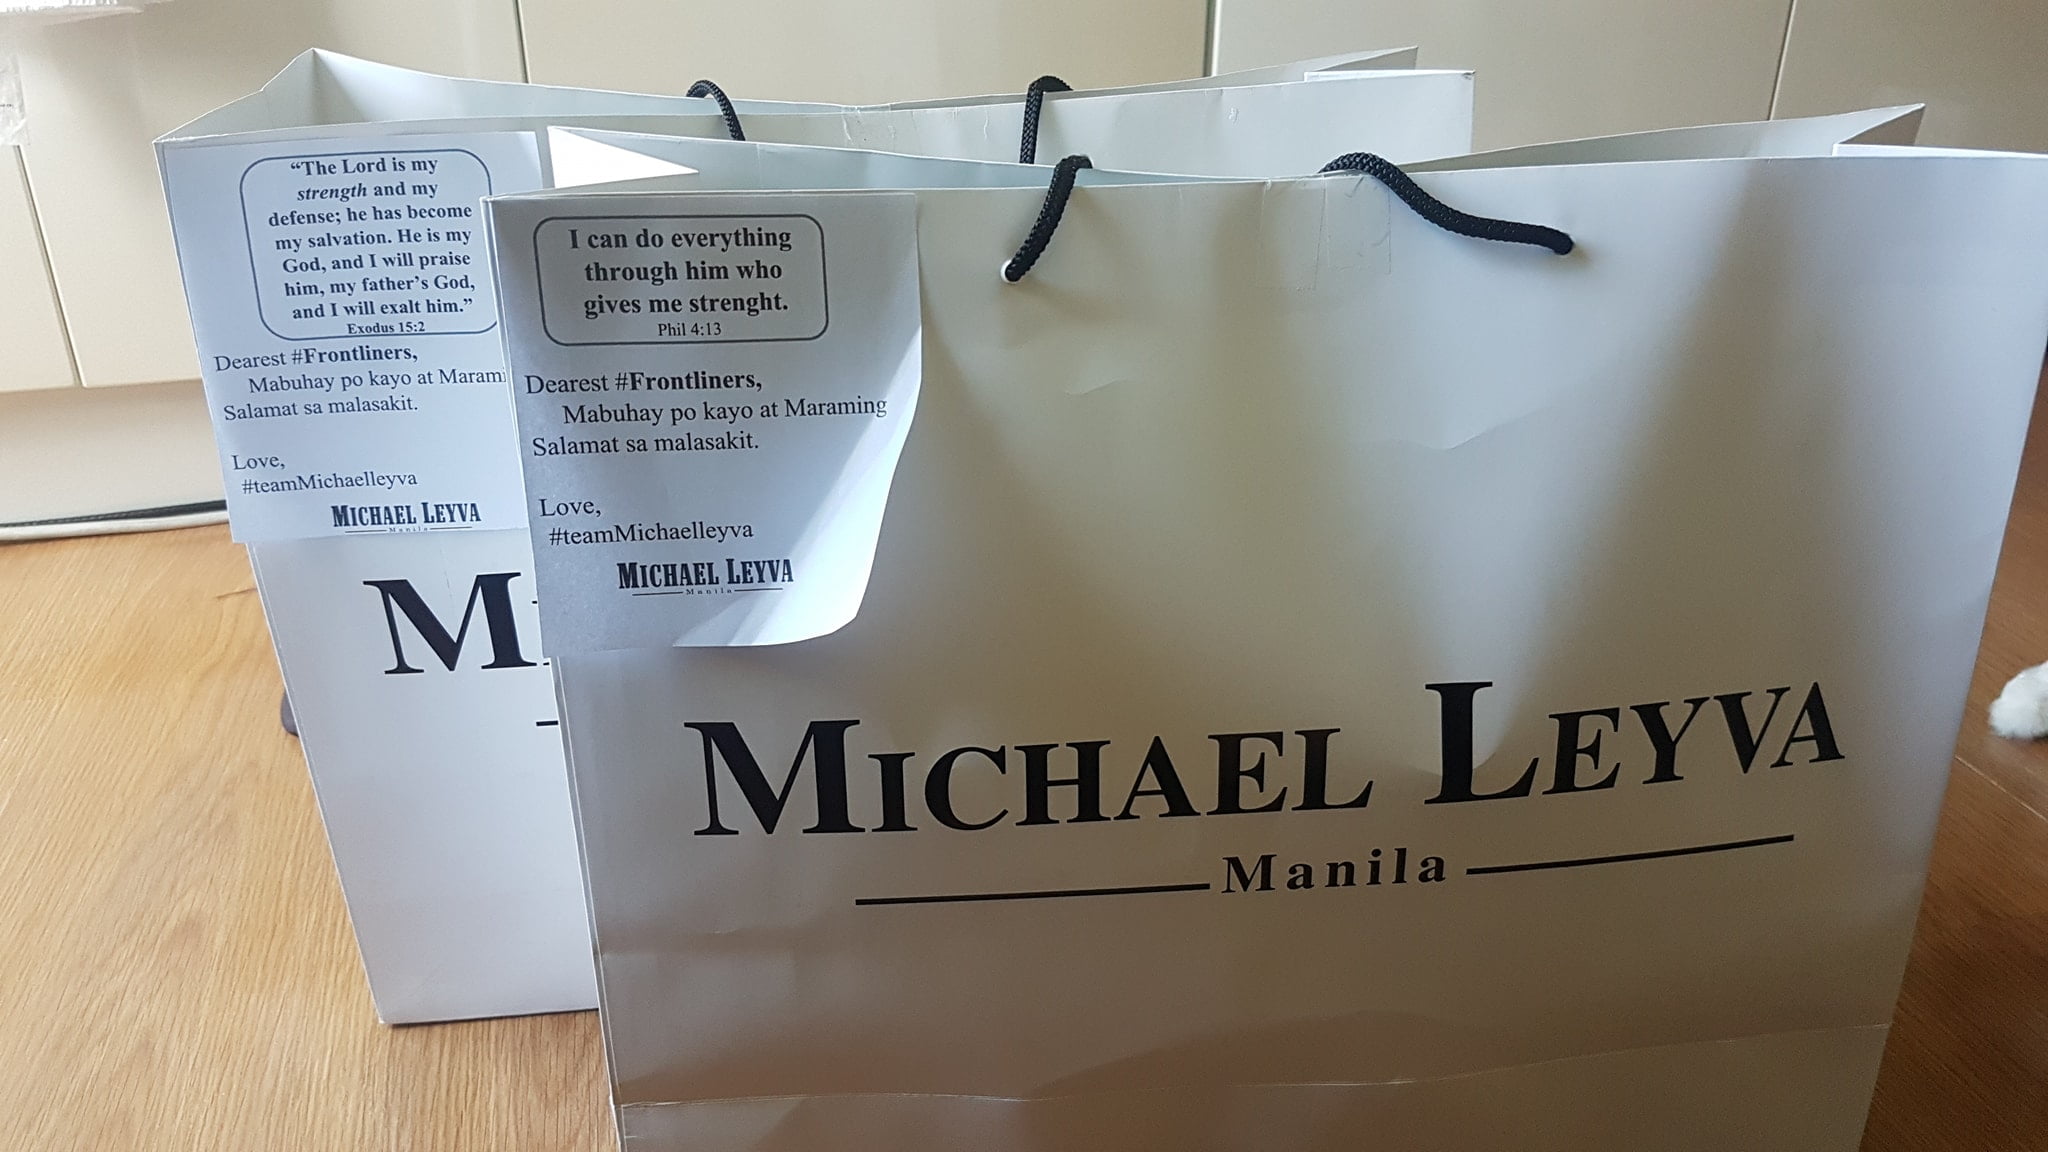 “The Lord is my
strength and my
defense; he has become
my salvation. He is my
God, and I will praise
him, my father’s God,
and I will exalt him.”
Exodus 15:2
Dearest #Frontliners,
Mabuhay po kayo at Marami
Salamat sa malasakit.
Love,
#teamMichaelleyva
MICHAEL LEYVA
Manila
M
I can do everything
through him who
gives me strenght.
Phil 4:13
Dearest #Frontliners,
Mabuhay po kayo at Maraming
Salamat sa malasakit.
Love,
#teamMichaelleyva
MICHAEL LEYVA
Manila
MICHAEL LEYVA
Manila